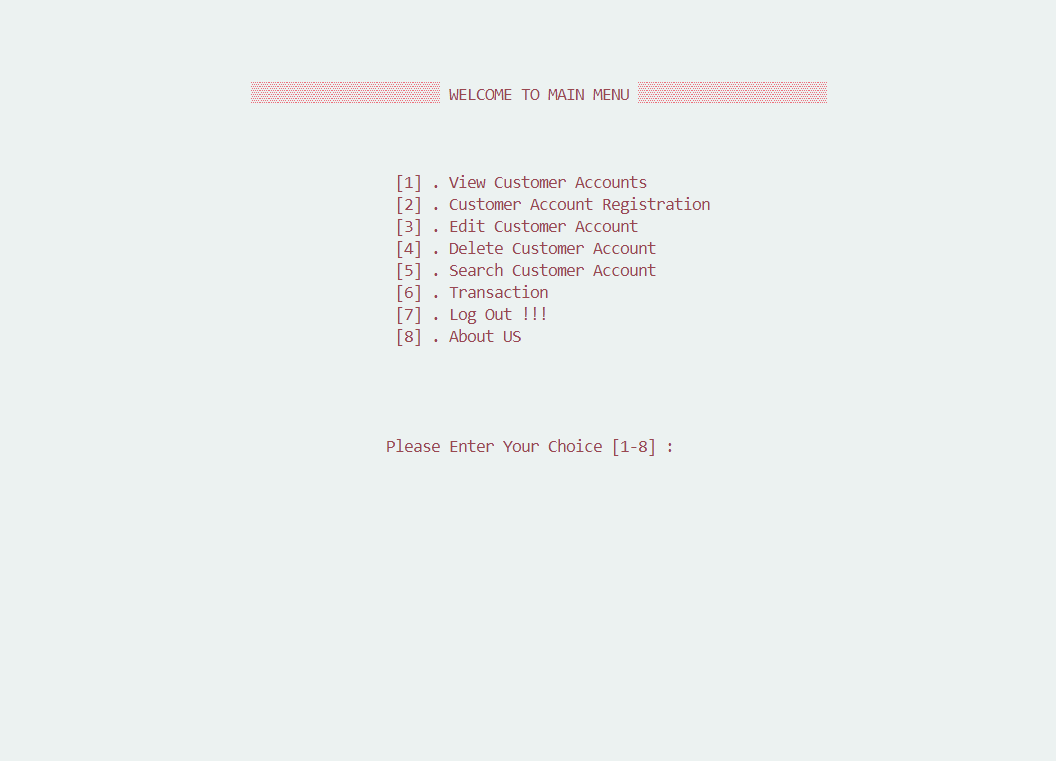 WELCOME TO MAIN MENU
[1] . View Customer Accounts
[2] . Customer Account Registration
[3] . Edit Customer Account
[4] . Delete Customer Account
[5] . Search Customer Account
[6] . Transaction
[7] . Log Out !!!
[8] . About US
Please Enter Your Choice [1-8] :